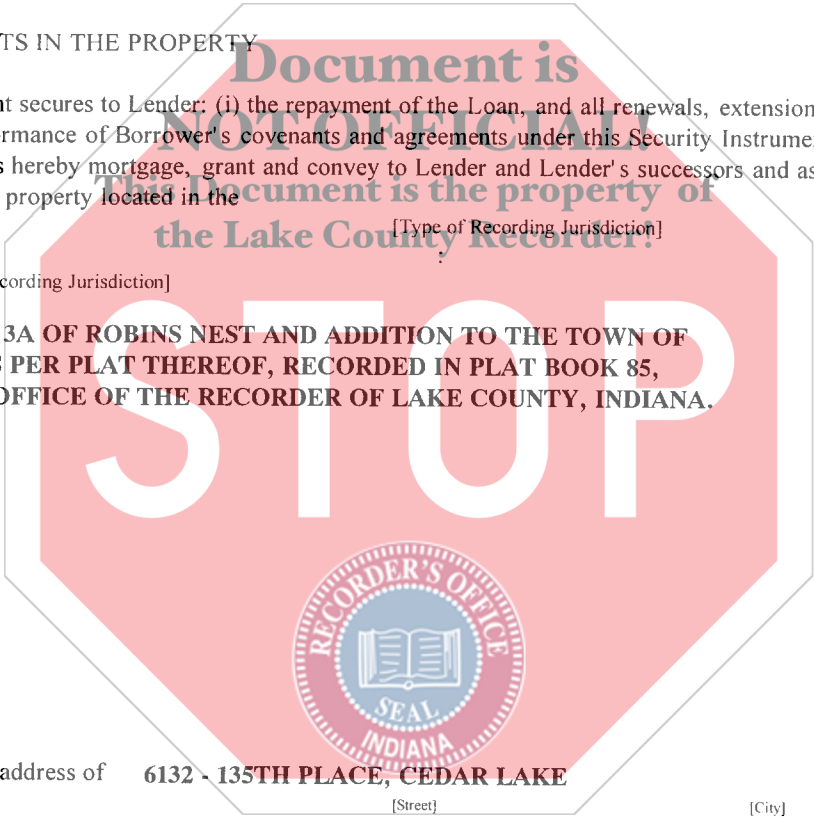 TS IN THE PROPERTY
Document is
nt secures to Lender: (i) the repayment of the Loan, and all renewals, extension
NOT OFFICIAL!
rmance of Borrower's covenants and agreements under this Security Instrume
s hereby mortgage, grant and convey to Lender and Lender's successors and as
This Document is the property of
property located in the
the Lake County Recorder!
[Type of Recording Jurisdiction]
:
cording Jurisdiction]
3A OF ROBINS NEST AND ADDITION TO THE TOWN OF
S PER PLAT THEREOF, RECORDED IN PLAT BOOK 85,
OFFICE OF THE RECORDER OF LAKE COUNTY, INDIANA.
STOP
RECORDER'S OFFICE
SEAL
INDIANA
address of 6132 - 135TH PLACE, CEDAR LAKE
[Street] [City]